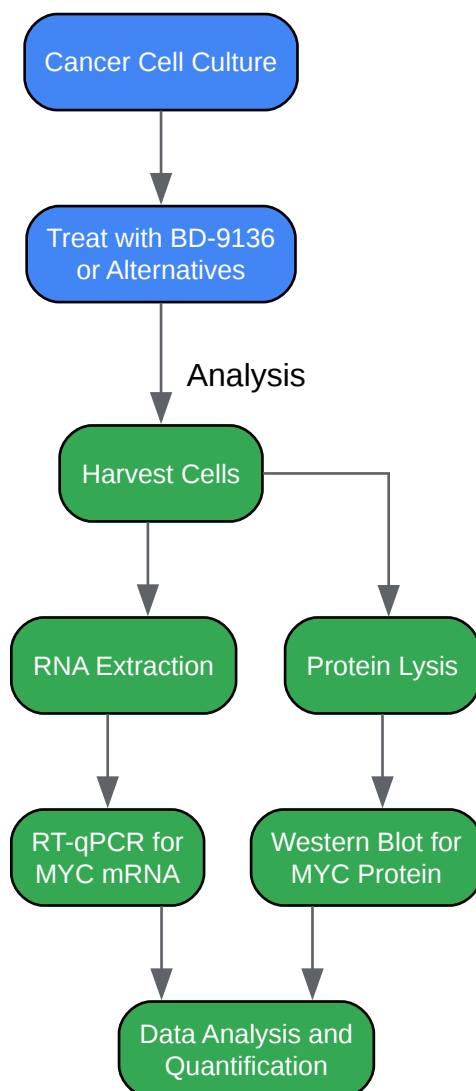 Cancer Cell Culture
Treat with BD-9136
or Alternatives
Analysis
Harvest Cells
RNA Extraction
Protein Lysis
RT-qPCR for
MYC mRNA
Western Blot for
MYC Protein
Data Analysis and
Quantification